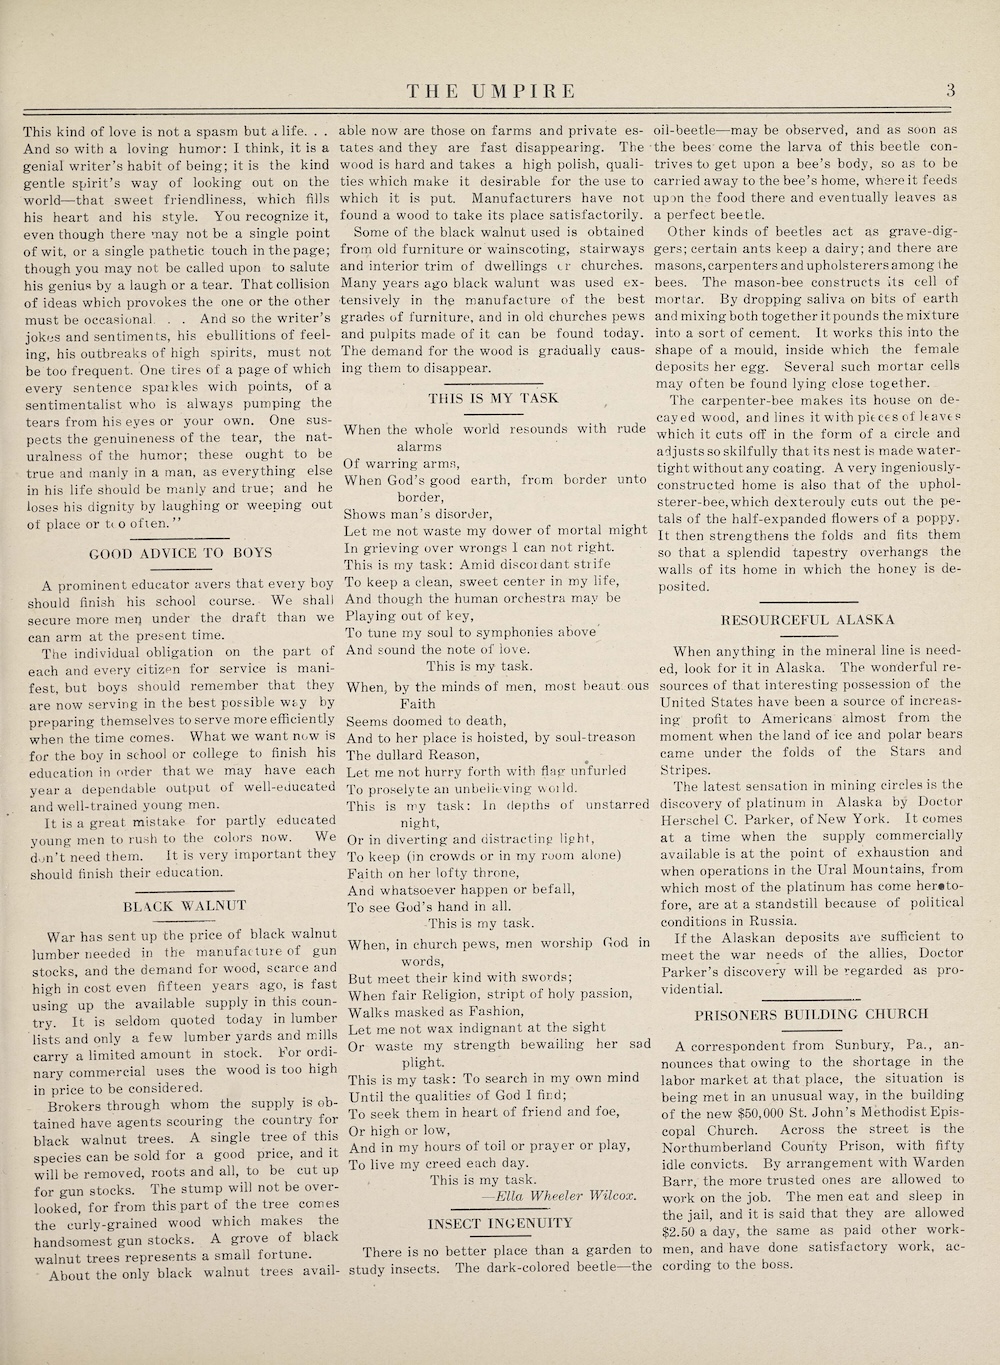 THE UMPIRE
3
This kind of love is not a spasm but a life. . .
And so with a loving humor: I think, it is a
genial writer's habit of being; it is the kind
gentle spirit's way of looking out on the
world—that sweet friendliness, which fills
his heart and his style. You recognize it,
even though there may not be a single point
of wit, or a single pathetic touch in the page;
though you may not be called upon to salute
his genius by a laugh or a tear. That collision
of ideas which provokes the one or the other
must be occasional. . . And so the writer's
jokes and sentiments, his ebullitions of feel-
ing, his outbreaks of high spirits, must not
be too frequent. One tires of a page of which
every sentence sparkles with points, of a
sentimentalist who is always pumping the
tears from his eyes or your own. One sus-
pects the genuineness of the tear, the nat-
uralness of the humor; these ought to be
true and manly in a man, as everything else
in his life should be manly and true; and he
loses his dignity by laughing or weeping out
of place or too often."
GOOD ADVICE TO BOYS
A prominent educator avers that every boy
should finish his school course. We shall
secure more men under the draft than we
can arm at the present time.
The individual obligation on the part of
each and every citizen for service is mani-
fest, but boys should remember that they
are now serving in the best possible way by
preparing themselves to serve more efficiently
when the time comes. What we want now is
for the boy in school or college to finish his
education in order that we may have each
year a dependable output of well-educated
and well-trained young men.
It is a great mistake for partly educated
young men to rush to the colors now. We
don't need them. It is very important they
should finish their education.
BLACK WALNUT
War has sent up the price of black walnut
lumber needed in the manufacture of gun
stocks, and the demand for wood, scarce and
high in cost even fifteen years ago, is fast
using up the available supply in this coun-
try. It is seldom quoted today in lumber
lists and only a few lumber yards and mills
carry a limited amount in stock. For ordi-
nary commercial uses the wood is too high
in price to be considered.
Brokers through whom the supply is ob-
tained have agents scouring the country for
black walnut trees. A single tree of this
species can be sold for a good price, and it
will be removed, roots and all, to be cut up
for gun stocks. The stump will not be over-
looked, for from this part of the tree comes
the curly-grained wood which makes the
handsomest gun stocks. A grove of black
walnut trees represents a small fortune.
About the only black walnut trees avail-
able now are those on farms and private es-
tates and they are fast disappearing. The
wood is hard and takes a high polish, quali-
ties which make it desirable for the use to
which it is put. Manufacturers have not
found a wood to take its place satisfactorily.
Some of the black walnut used is obtained
from old furniture or wainscoting, stairways
and interior trim of dwellings or churches.
Many years ago black walunt was used ex-
tensively in the manufacture of the best
grades of furniture, and in old churches pews
and pulpits made of it can be found today.
The demand for the wood is gradually caus-
ing them to disappear.
THIS IS MY TASK
When the whole world resounds with rude
alarms
Of warring arms,
When God's good earth, from border unto
border,
Shows man's disorder,
Let me not waste my dower of mortal might
In grieving over wrongs I can not right.
This is my task: Amid discordant strife
To keep a clean, sweet center in my life,
And though the human orchestra may be
Playing out of key,
To tune my soul to symphonies above
And sound the note of love.
This is my task.
When, by the minds of men, most beaut ous
Faith
Seems doomed to death,
And to her place is hoisted, by soul-treason
The dullard Reason,
Let me not hurry forth with flag unfurled
To proselyte an unbelieving world.
This is my task: In depths of unstarred
night,
Or in diverting and distracting light,
To keep (in crowds or in my room alone)
Faith on her lofty throne,
And whatsoever happen or befall,
To see God's hand in all.
This is my task.
When, in church pews, men worship God in
words,
But meet their kind with swords;
When fair Religion, stript of holy passion,
Walks masked as Fashion,
Let me not wax indignant at the sight
Or waste my strength bewailing her sad
plight.
This is my task: To search in my own mind
Until the qualities of God I find;
To seek them in heart of friend and foe,
Or high or low,
And in my hours of toil or prayer or play,
To live my creed each day.
This is my task.
—Ella Wheeler Wilcox.
INSECT INGENUITY
There is no better place than a garden to
study insects. The dark-colored beetle—the
oil-beetle—may be observed, and as soon as
the bees come the larva of this beetle con-
trives to get upon a bee's body, so as to be
carried away to the bee's home, where it feeds
upon the food there and eventually leaves as
a perfect beetle.
Other kinds of beetles act as grave-dig-
gers; certain ants keep a dairy; and there are
masons, carpenters and upholsterers among the
bees. The mason-bee constructs its cell of
mortar. By dropping saliva on bits of earth
and mixing both together it pounds the mixture
into a sort of cement. It works this into the
shape of a mould, inside which the female
deposits her egg. Several such mortar cells
may often be found lying close together.
The carpenter-bee makes its house on de-
cayed wood, and lines it with pieces of leaves
which it cuts off in the form of a circle and
adjusts so skilfully that its nest is made water-
tight without any coating. A very ingeniously-
constructed home is also that of the uphol-
sterer-bee, which dexterouly cuts out the pe-
tals of the half-expanded flowers of a poppy.
It then strengthens the folds and fits them
so that a splendid tapestry overhangs the
walls of its home in which the honey is de-
posited.
RESOURCEFUL ALASKA
When anything in the mineral line is need-
ed, look for it in Alaska. The wonderful re-
sources of that interesting possession of the
United States have been a source of increas-
ing profit to Americans almost from the
moment when the land of ice and polar bears
came under the folds of the Stars and
Stripes.
The latest sensation in mining circles is the
discovery of platinum in Alaska by Doctor
Herschel C. Parker, of New York. It comes
at a time when the supply commercially
available is at the point of exhaustion and
when operations in the Ural Mountains, from
which most of the platinum has come hereto-
fore, are at a standstill because of political
conditions in Russia.
If the Alaskan deposits are sufficient to
meet the war needs of the allies, Doctor
Parker's discovery will be regarded as pro-
vidential.
PRISONERS BUILDING CHURCH
A correspondent from Sunbury, Pa., an-
nounces that owing to the shortage in the
labor market at that place, the situation is
being met in an unusual way, in the building
of the new $50,000 St. John's Methodist Epis-
copal Church. Across the street is the
Northumberland County Prison, with fifty
idle convicts. By arrangement with Warden
Barr, the more trusted ones are allowed to
work on the job. The men eat and sleep in
the jail, and it is said that they are allowed
$2.50 a day, the same as paid other work-
men, and have done satisfactory work, ac-
cording to the boss.